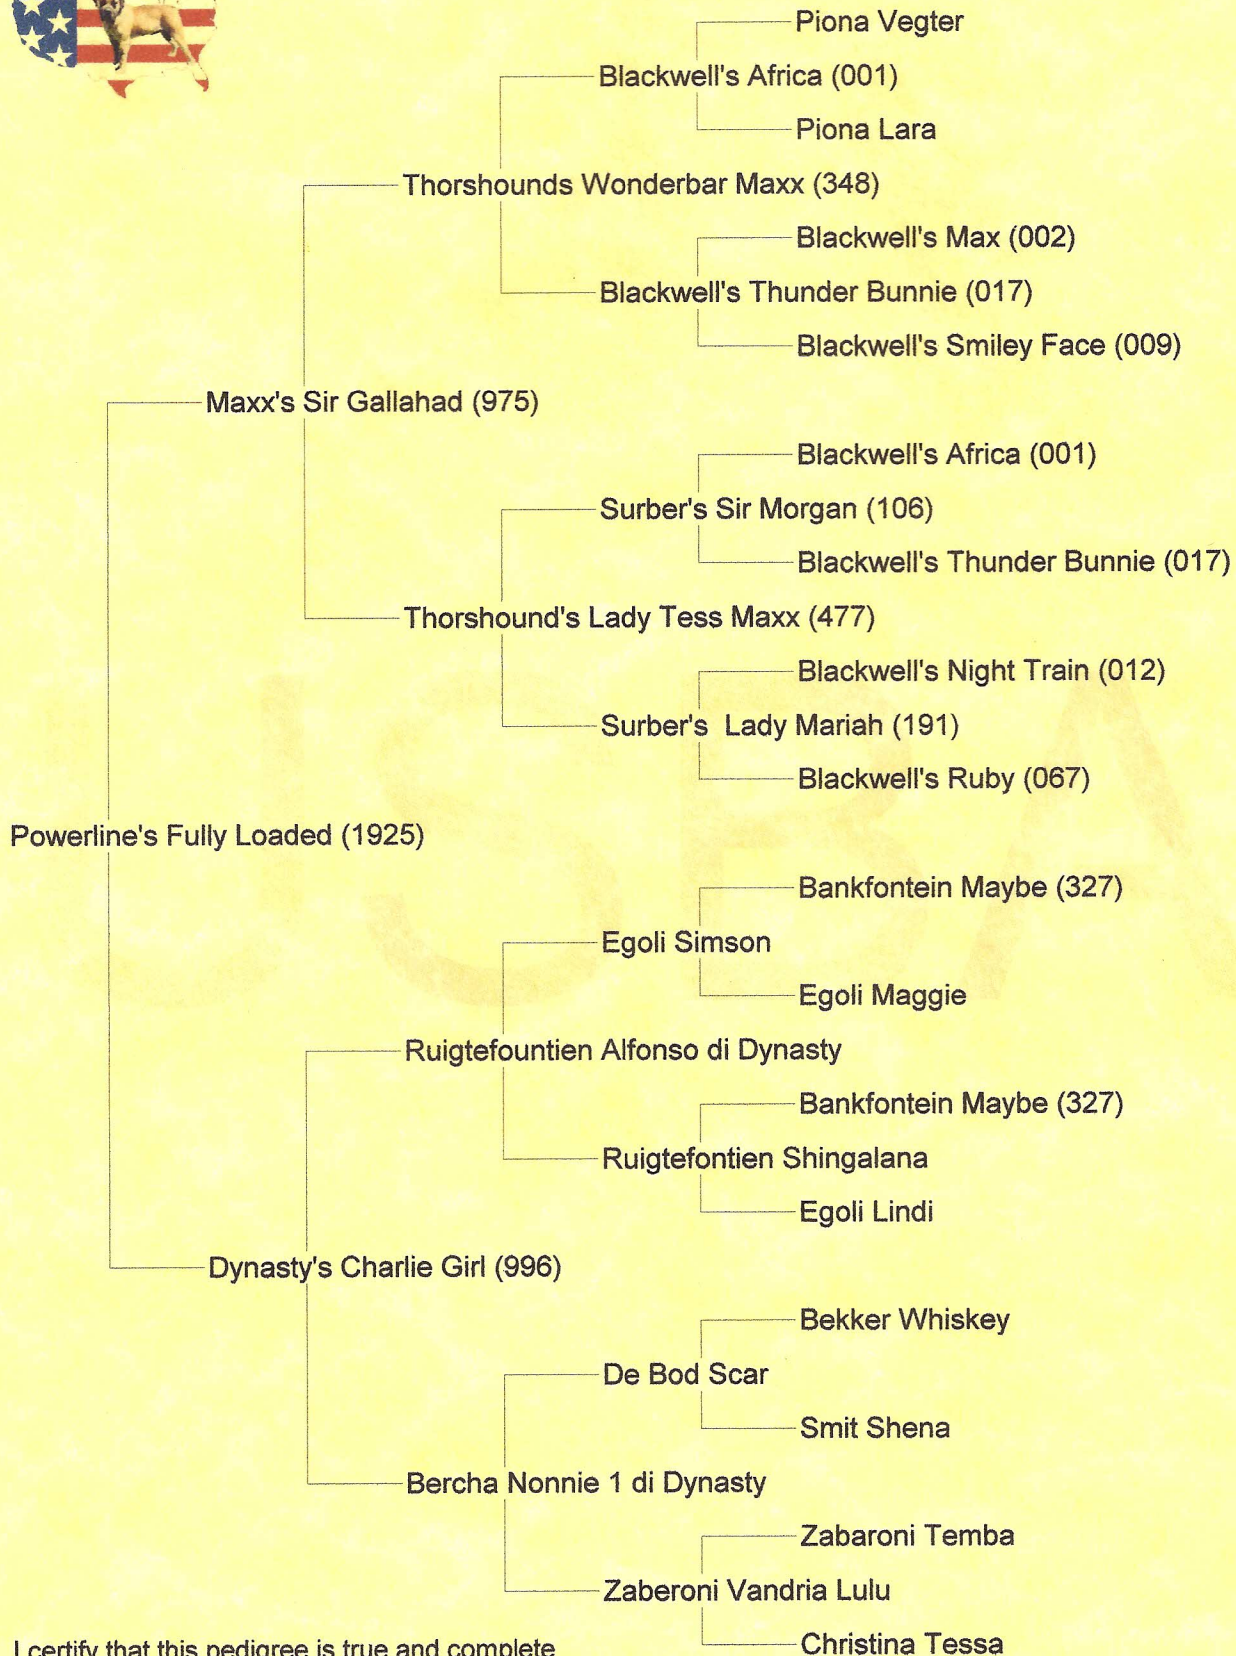 Piona Vegter
Blackwell's Africa (001)
Piona Lara
Thorshounds Wonderbar Maxx (348)
Blackwell's Max (002)
Blackwell's Thunder Bunnie (017)
Blackwell's Smiley Face (009)
Maxx's Sir Gallahad (975)
Blackwell's Africa (001)
Surber's Sir Morgan (106)
Blackwell's Thunder Bunnie (017)
Thorshound's Lady Tess Maxx (477)
Blackwell's Night Train (012)
Surber's Lady Mariah (191)
Blackwell's Ruby (067)
Powerline's Fully Loaded (1925)
Bankfontein Maybe (327)
Egoli Simson
Egoli Maggie
Ruigtefountien Alfonso di Dynasty
Bankfontein Maybe (327)
Ruigtefontien Shingalana
Egoli Lindi
Dynasty's Charlie Girl (996)
Bekker Whiskey
De Bod Scar
Smit Shena
Bercha Nonnie 1 di Dynasty
Zabaroni Temba
Zaberoni Vandria Lulu
Christina Tessa
I certify that this pedigree is true and complete